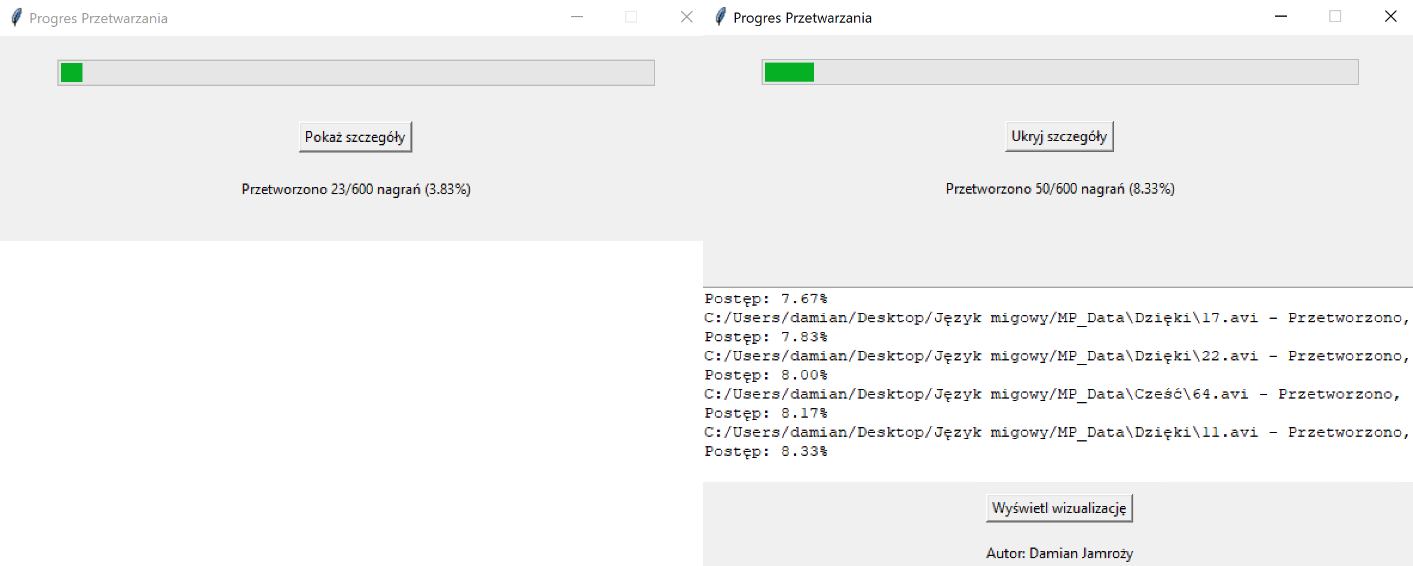 Progres Przetwarzania
Pokaż szczegóły
Przetworzono 23/600 nagrań (3.83%)
Progres Przetwarzania
Ukryj szczegóły
Przetworzono 50/600 nagrań (8.33%)
Postęp: 7.67%
C:/Users/damian/Desktop/Język migowy/MP_Data\Dzięki\17.avi – Przetworzono,
Postęp: 7.83%
C:/Users/damian/Desktop/Język migowy/MP_Data\Dzięki\22.avi – Przetworzono,
Postęp: 8.00%
C:/Users/damian/Desktop/Język migowy/MP_Data\Cześć\64.avi – Przetworzono,
Postęp: 8.17%
C:/Users/damian/Desktop/Język migowy/MP_Data\Dzięki\11.avi – Przetworzono,
Postęp: 8.33%
Wyświetl wizualizację
Autor: Damian Jamroży